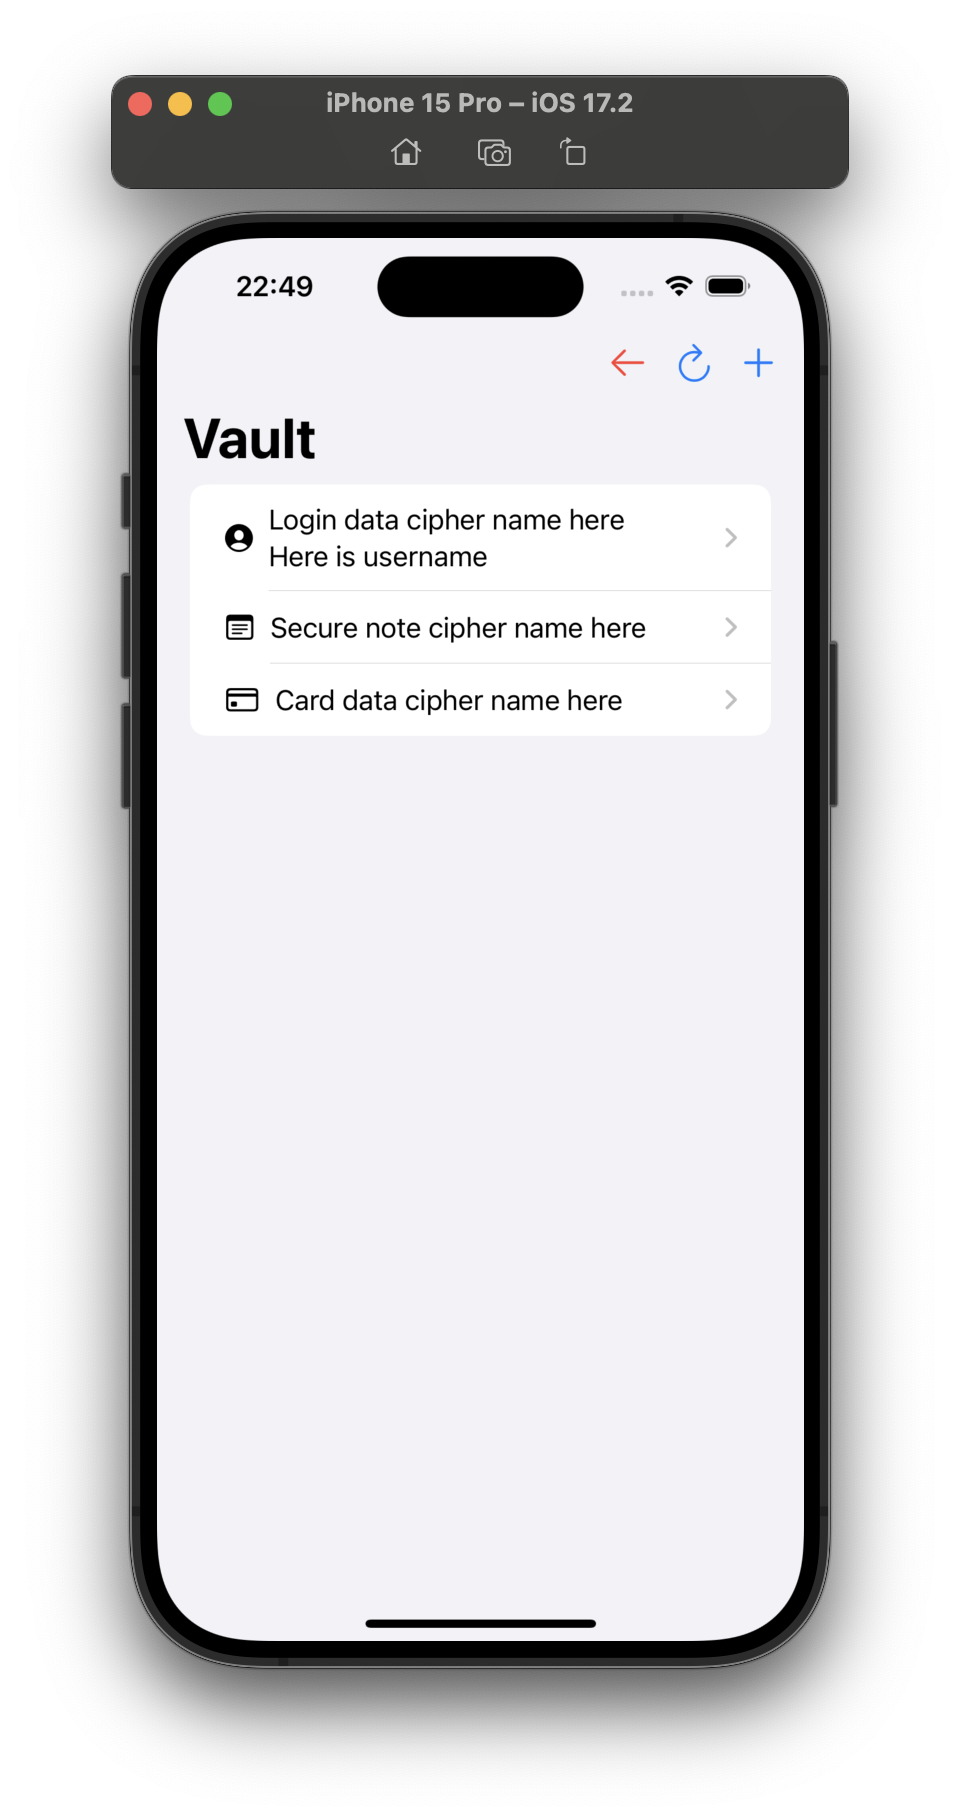 iPhone 15 Pro – iOS 17.2
22:49
Vault
Login data cipher name here
Here is username
Secure note cipher name here
Card data cipher name here